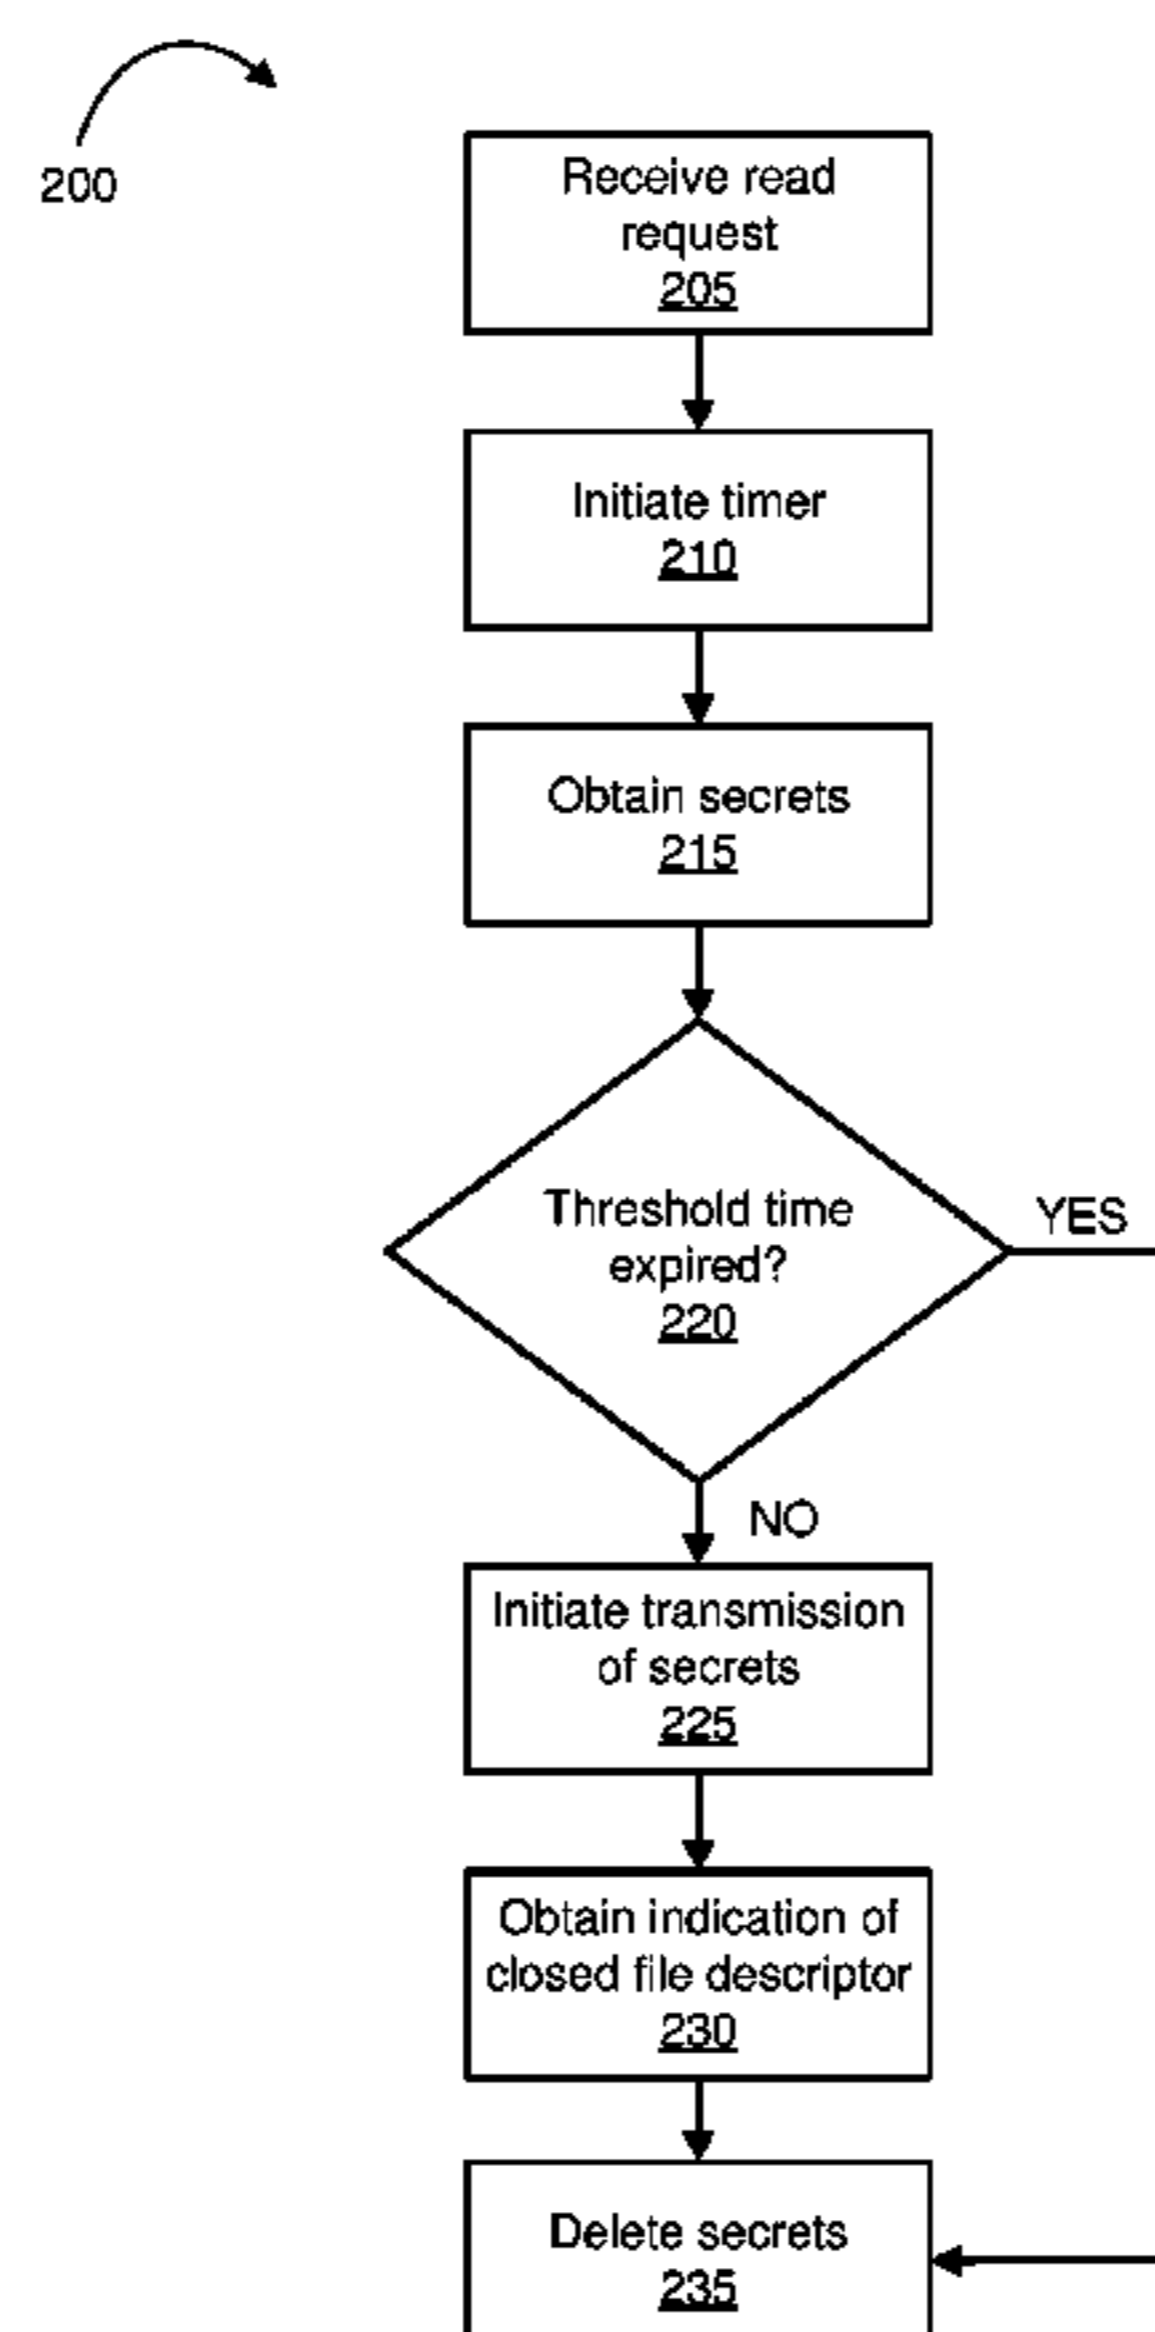 200
Receive read
request
205
Initiate timer
210
Obtain secrets
215
Threshold time
expired?
220
YES
NO
Initiate transmission
of secrets
225
Obtain indication of
closed file descriptor
230
Delete secrets
235